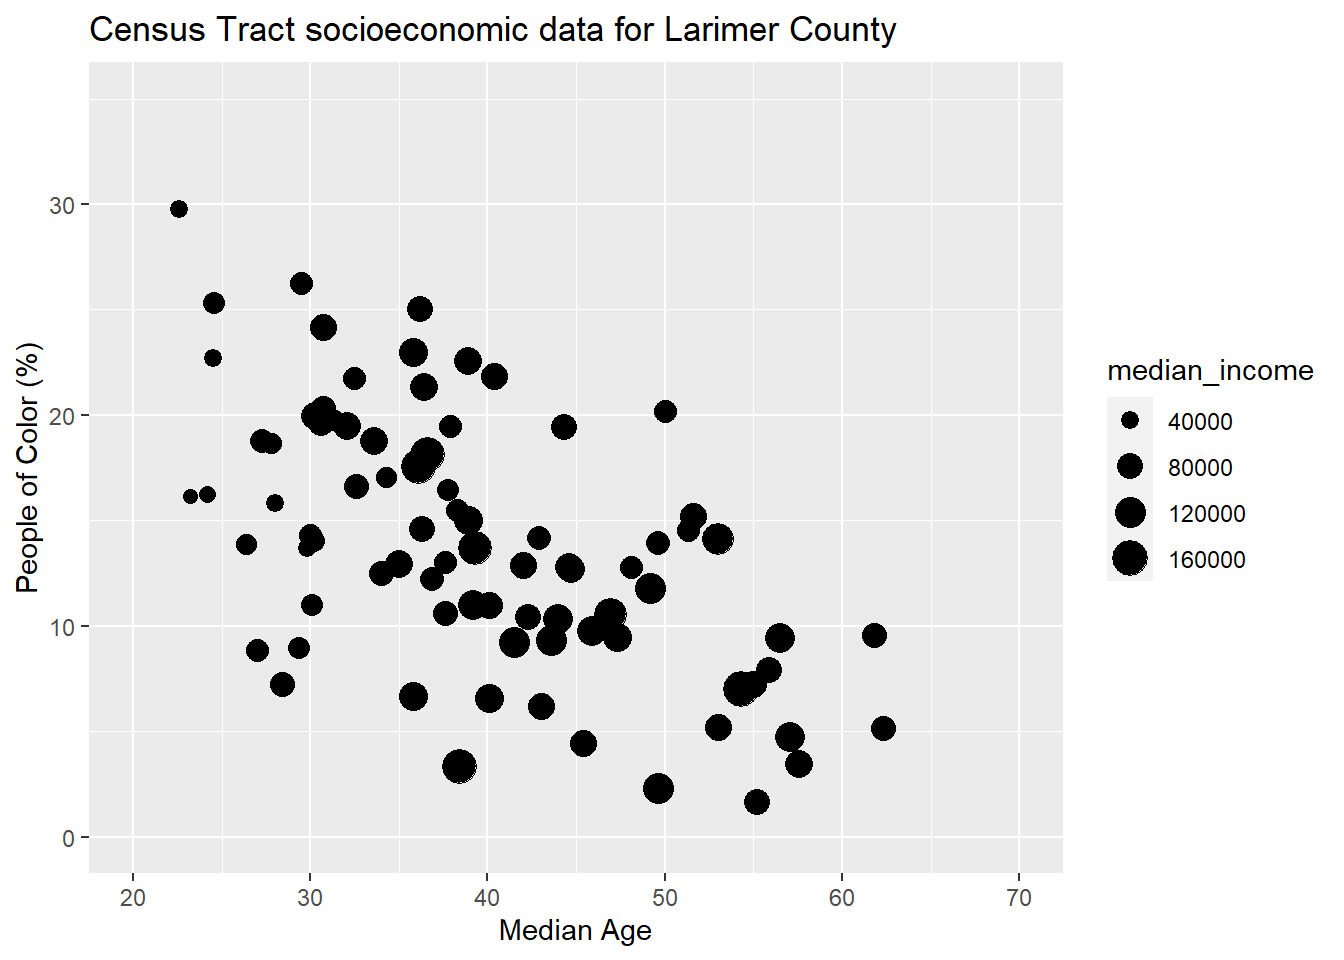 Census Tract socioeconomic data for Larimer County
People of Color (%)
30
20
10
0
20 30 40 50 60 70
Median Age
median_income
40000
80000
120000
160000